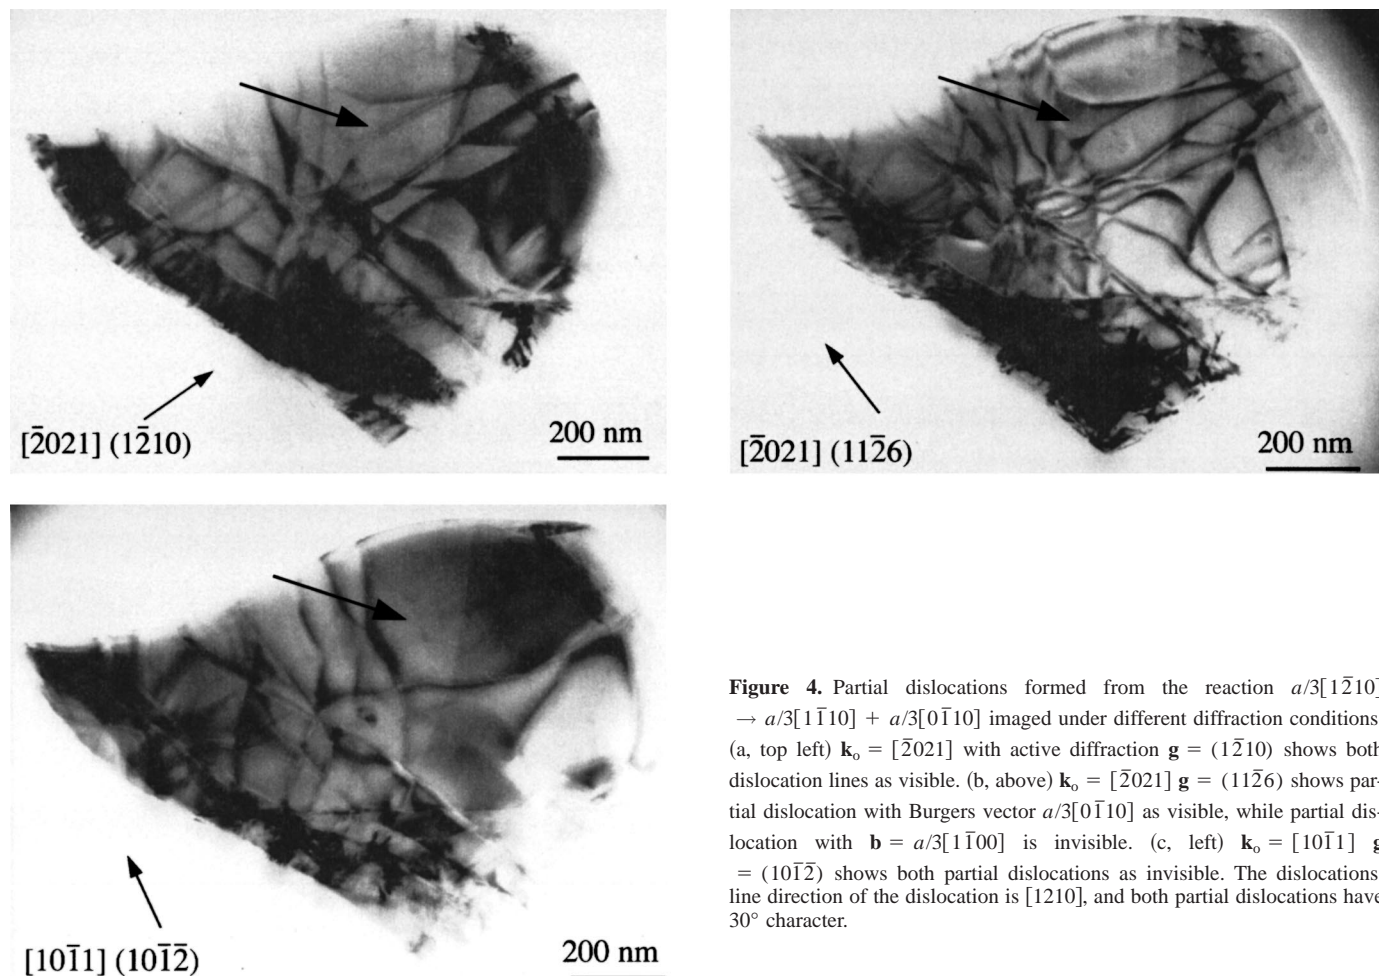 [2̄021] (12̄10)
200 nm
[2̄021] (112̄6)
200 nm
[101̄1] (101̄2̄)
200 nm
Figure 4. Partial dislocations formed from the reaction a/3[12̄10]
→ a/3[11̄10] + a/3[01̄10] imaged under different diffraction conditions
(a, top left) kₒ = [2̄021] with active diffraction g = (12̄10) shows both
dislocation lines as visible. (b, above) kₒ = [2̄021] g = (112̄6) shows par-
tial dislocation with Burgers vector a/3[01̄10] as visible, while partial dis-
location with b = a/3[11̄00] is invisible. (c, left) kₒ = [101̄1] g
= (101̄2̄) shows both partial dislocations as invisible. The dislocations
line direction of the dislocation is [1210], and both partial dislocations have
30° character.